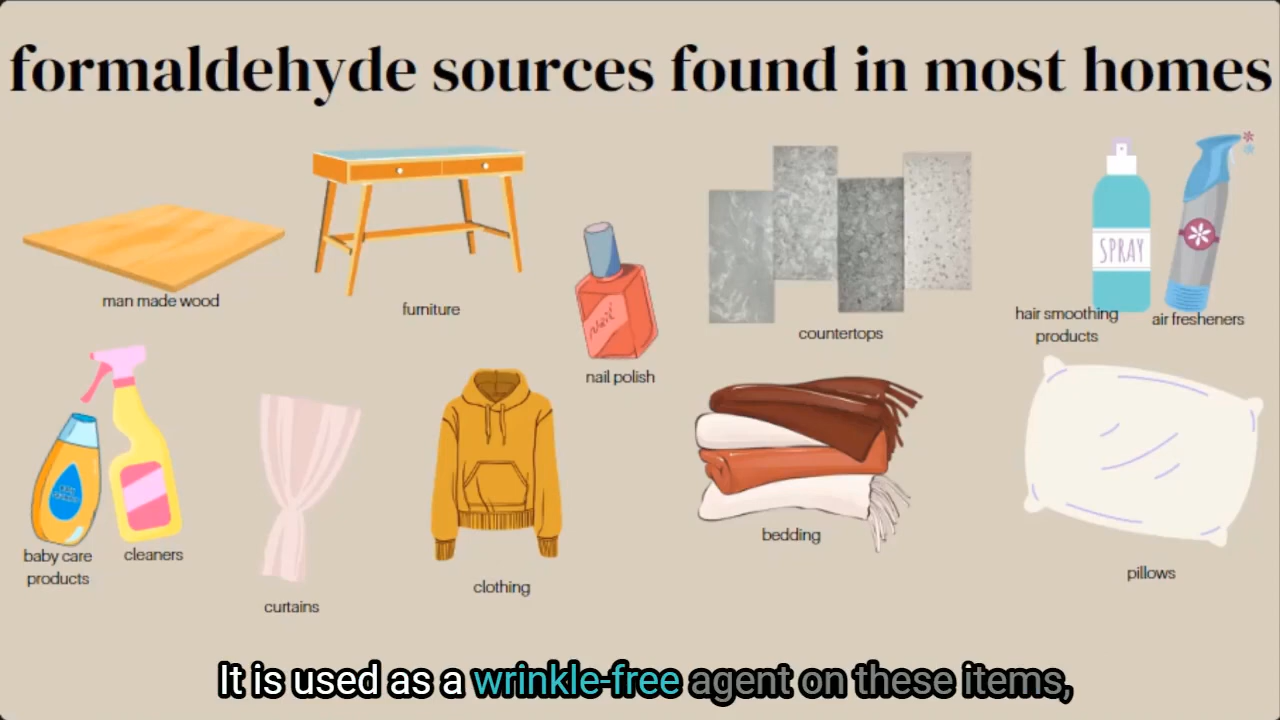 formaldehyde sources found in most homes
man made wood
furniture
Nail
nail polish
countertops
SPRAY
hair smoothing
products
air fresheners
baby care
products
cleaners
curtains
clothing
bedding
pillows
It is used as a wrinkle-free agent on these items,